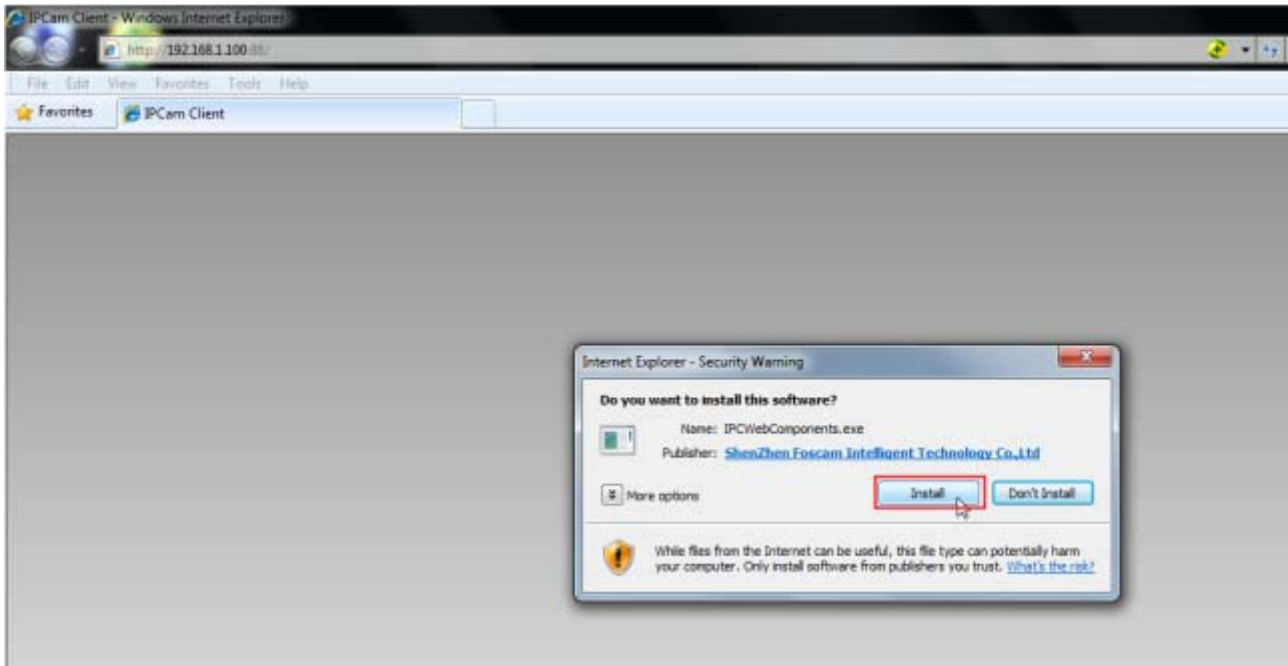 IPCam Client - Windows Internet Explorer
http://192.168.1.100:88/
File Edit View Favorites Tools Help
Favorites IPCam Client
Internet Explorer - Security Warning
Do you want to install this software?
Name: IPCWebComponents.exe
Publisher: ShenZhen Foscam Intelligent Technology Co.,Ltd
More options Install Don't Install
While files from the Internet can be useful, this file type can potentially harm
your computer. Only install software from publishers you trust. What's the risk?